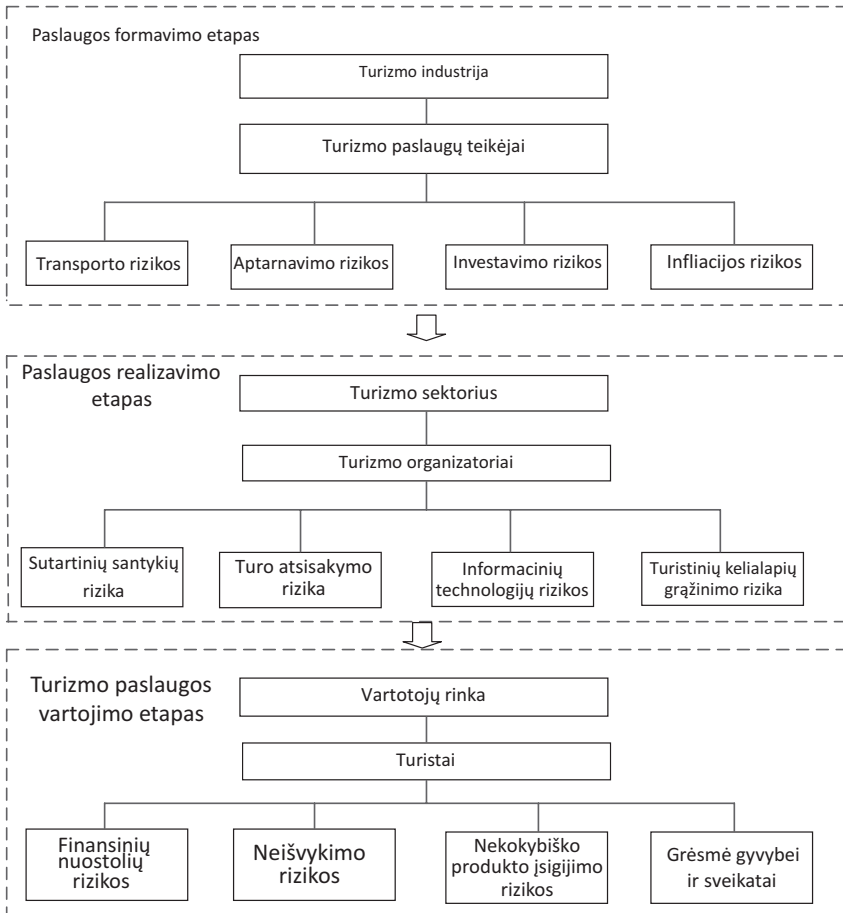 Paslaugos formavimo etapas
Turizmo industrija
Turizmo paslaugų teikėjai
Transporto rizikos
Aptarnavimo rizikos
Investavimo rizikos
Infliacijos rizikos
Paslaugos realizavimo
etapas
Turizmo sektorius
Turizmo organizatoriai
Sutartinių santykių
rizika
Turo atsisakymo
rizika
Informacinių
technologijų rizikos
Turistinių kelialapių
grąžinimo rizika
Turizmo paslaugos
vartojimo etapas
Vartotojų rinka
Turistai
Finansinių
nuostolių
rizikos
Neišvykimo
rizikos
Nekokybiško
produkto įsigijimo
rizikos
Grėsmė gyvybei
ir sveikatai